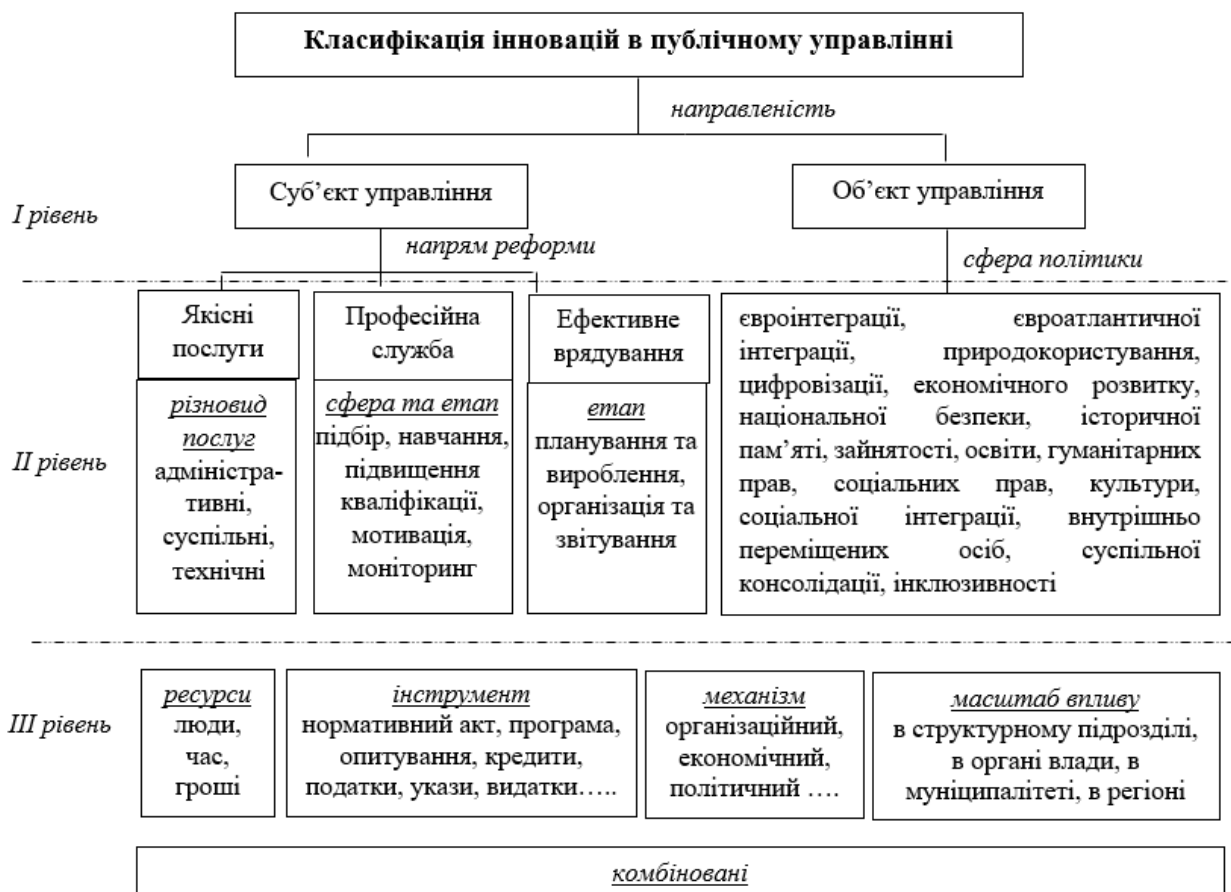 Класифікація інновацій в публічному управлінні
направленість
Суб’єкт управління
Об’єкт управління
І рівень
напрям реформи
сфера політики
Якісні
послуги
Професійна
служба
Ефективне
врядування
євроінтеграції, євроатлантичної
інтеграції, природокористування,
цифровізації, економічного розвитку,
національної безпеки, історичної
пам’яті, зайнятості, освіти, гуманітарних
прав, соціальних прав, культури,
соціальної інтеграції, внутрішньо
переміщених осіб, суспільної
консолідації, інклюзивності
ІІ рівень
різновид
послуг
адміністра-
тивні,
суспільні,
технічні
сфера та етап
підбір, навчання,
підвищення
кваліфікації,
мотивація,
моніторинг
етап
планування та
вироблення,
організація та
звітування
ІІІ рівень
ресурси
люди,
час,
гроші
інструмент
нормативний акт, програма,
опитування, кредити,
податки, укази, видатки…..
механізм
організаційний,
економічний,
політичний ….
масштаб впливу
в структурному підрозділі,
в органі влади, в
муніципалітеті, в регіоні
комбіновані